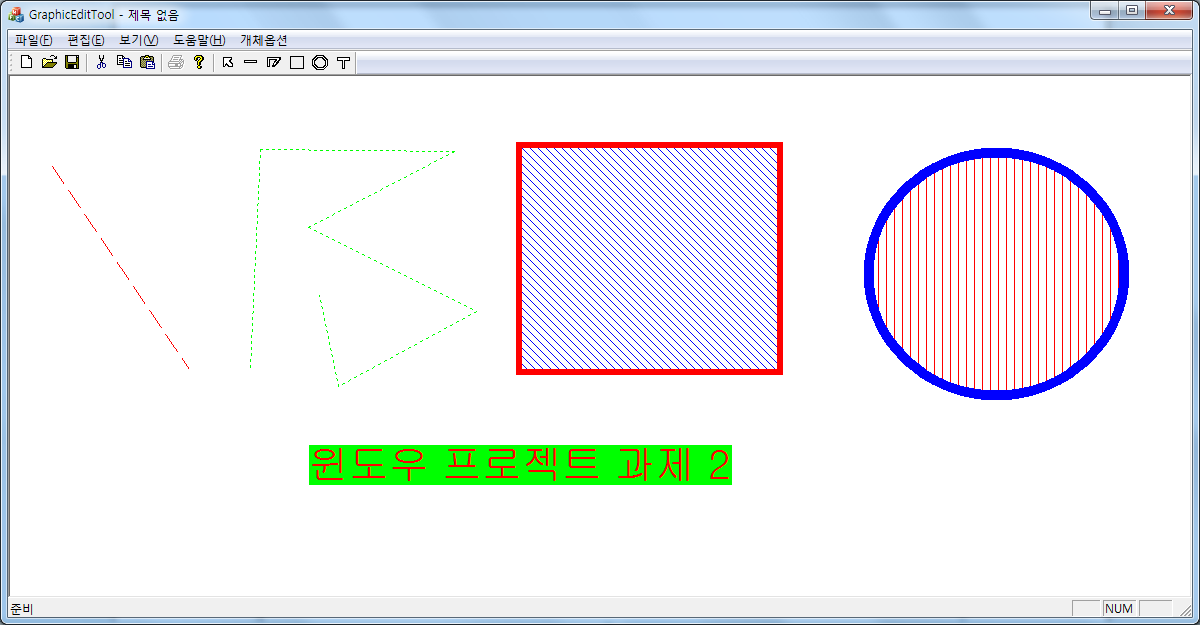 GraphicEditTool - 제목 없음
파일(F) 편집(E) 보기(V) 도움말(H) 개체옵션
윈도우 프로젝트 과제 2
준비 NUM